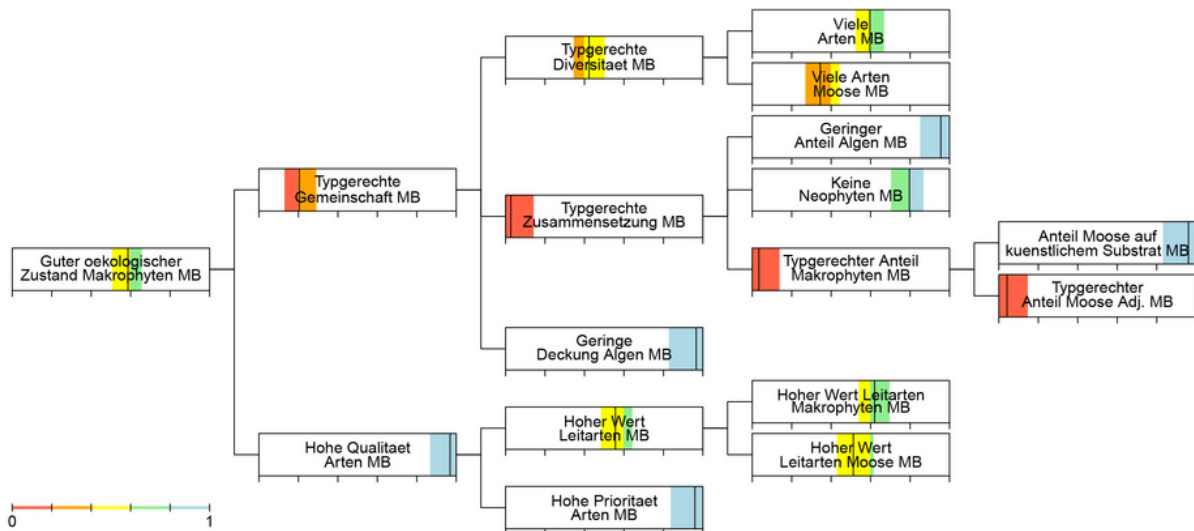 Viele
Arten MB
Typgerechte
Diversitaet MB
Viele Arten
Moose MB
Geringer
Anteil Algen MB
Typgerechte
Gemeinschaft MB
Keine
Neophyten MB
Typgerechte
Zusammensetzung MB
Anteil Moose auf
kuenstlichem Substrat MB
Guter oekologischer
Zustand Makrophyten MB
Typgerechter Anteil
Makrophyten MB
Typgerechter
Anteil Moose Adj. MB
Geringe
Deckung Algen MB
Hoher Wert Leitarten
Makrophyten MB
Hoher Wert
Leitarten MB
Hohe Qualitaet
Arten MB
Hoher Wert
Leitarten Moose MB
Hohe Prioritaet
Arten MB
0 1